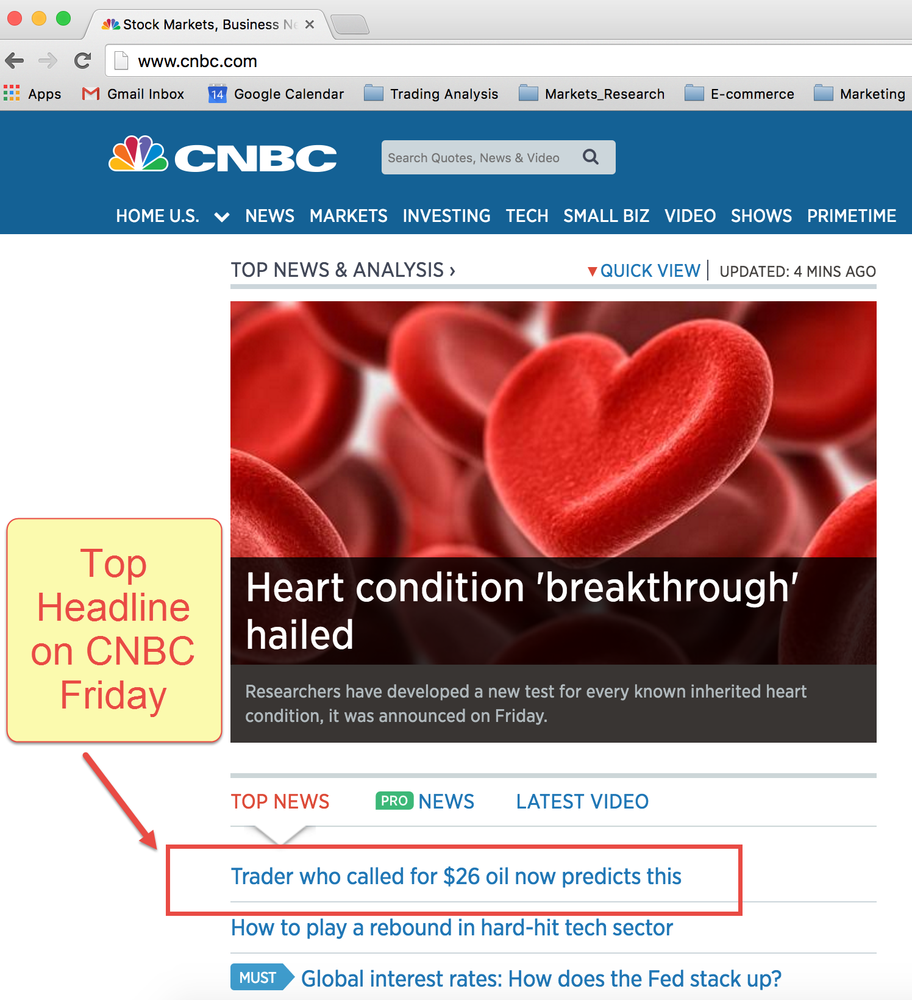 Stock Markets, Business Ne
www.cnbc.com
Apps Gmail Inbox 14 Google Calendar Trading Analysis Markets_Research E-commerce Marketing
CNBC
Search Quotes, News & Video
HOME U.S. NEWS MARKETS INVESTING TECH SMALL BIZ VIDEO SHOWS PRIMETIME
TOP NEWS & ANALYSIS ›
▼QUICK VIEW | UPDATED: 4 MINS AGO
Heart condition 'breakthrough'
hailed
Researchers have developed a new test for every known inherited heart
condition, it was announced on Friday.
Top
Headline
on CNBC
Friday
TOP NEWS PRO NEWS LATEST VIDEO
Trader who called for $26 oil now predicts this
How to play a rebound in hard-hit tech sector
MUST Global interest rates: How does the Fed stack up?